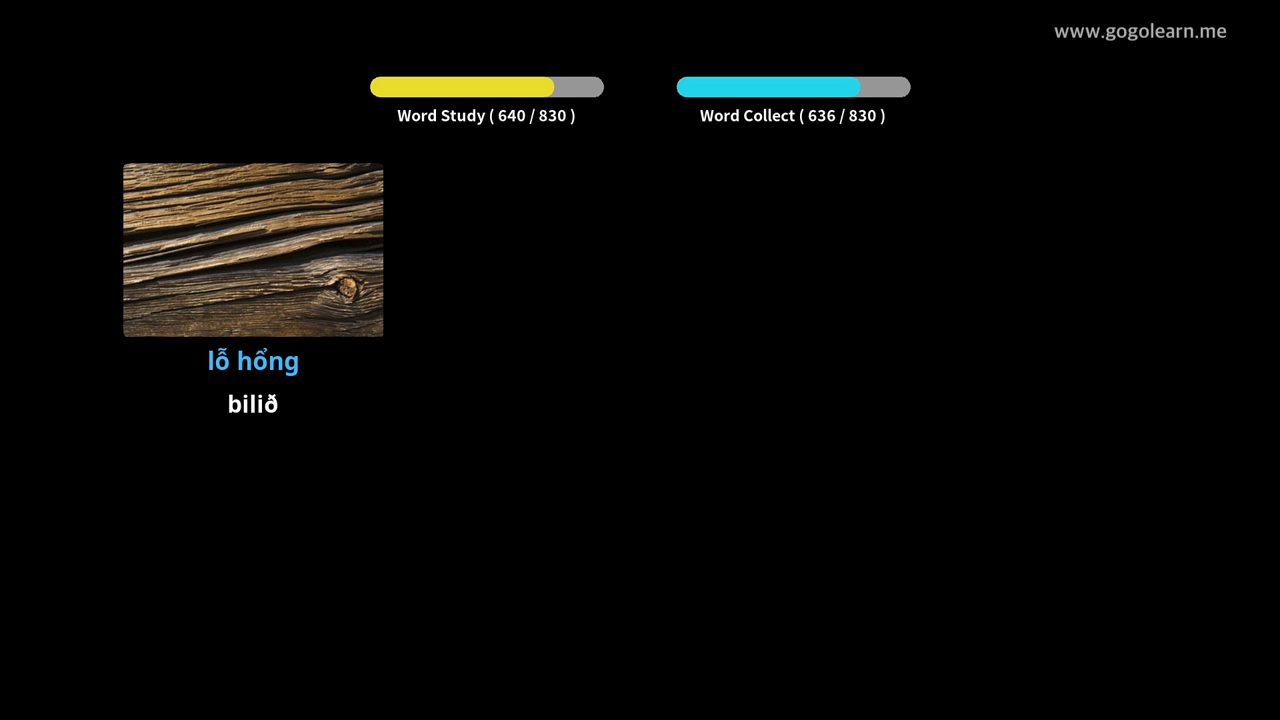 www.gogolearn.me
Word Study ( 640 / 830 )
Word Collect ( 636 / 830 )
lỗ hổng
bilið